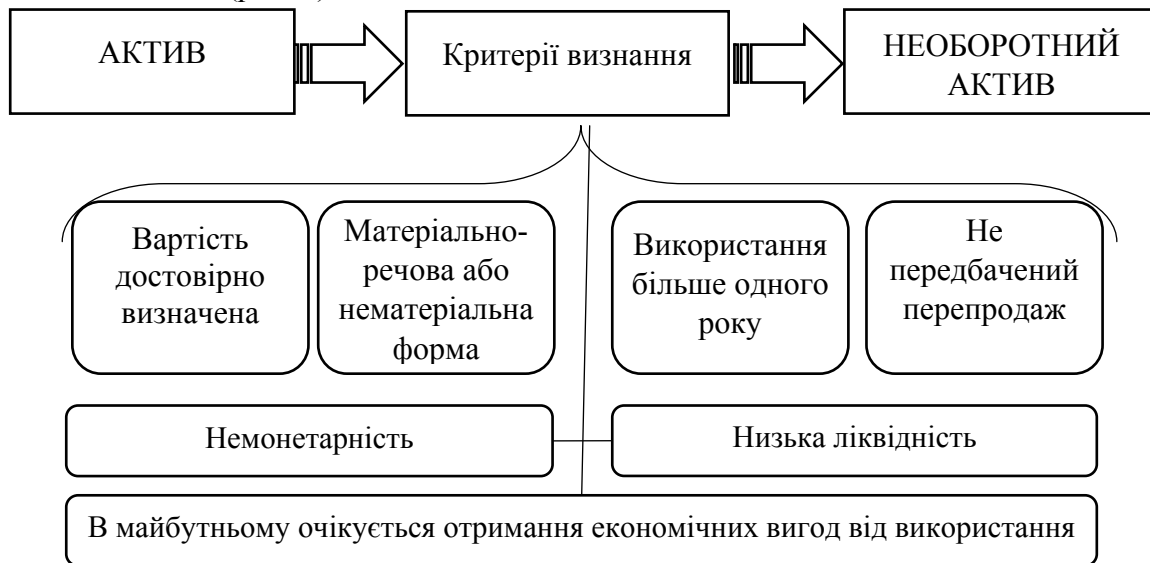 АКТИВ
Критерії визнання
НЕОБОРОТНИЙ
АКТИВ
Вартість
достовірно
визначена
Матеріально-
речова або
нематеріальна
форма
Використання
більше одного
року
Не
передбачений
перепродаж
Немонетарність
Низька ліквідність
В майбутньому очікується отримання економічних вигод від використання